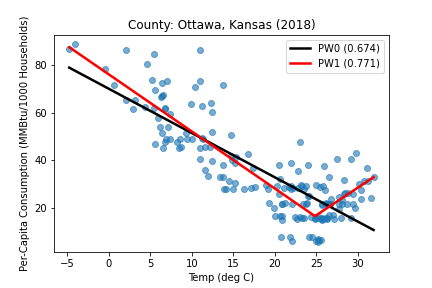 County: Ottawa, Kansas (2018)
Per-Capita Consumption (MMBtu/1000 Households)
80
60
40
20
PW0 (0.674)
PW1 (0.771)
−5 0 5 10 15 20 25 30
Temp (deg C)